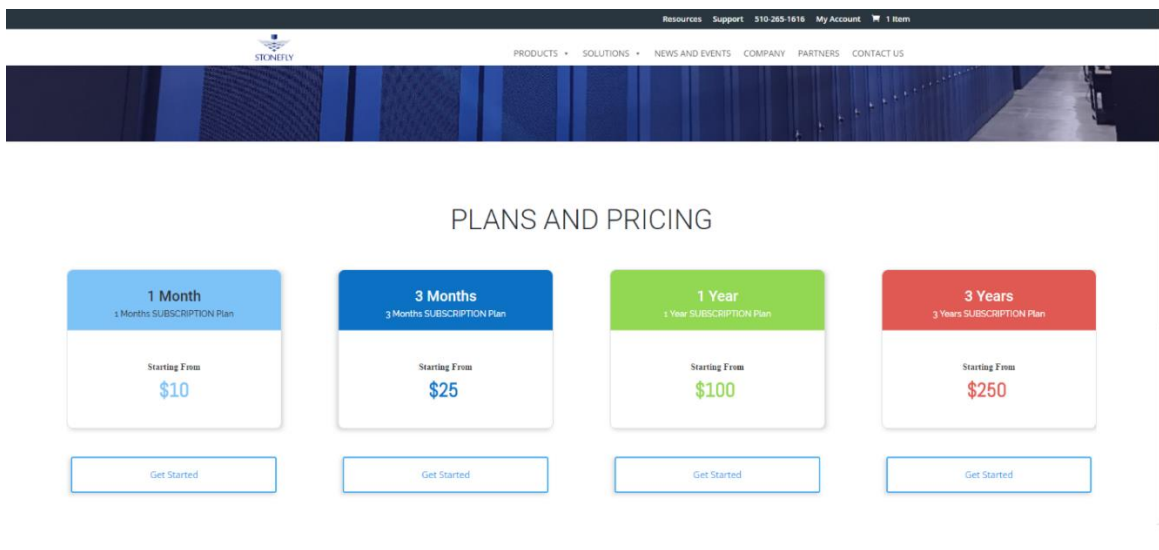 Resources Support 510-265-1616 My Account 1 Item
STONEFLY
PRODUCTS SOLUTIONS NEWS AND EVENTS COMPANY PARTNERS CONTACT US
PLANS AND PRICING
1 Month
1 Months SUBSCRIPTION Plan
Starting From
$10
Get Started
3 Months
3 Months SUBSCRIPTION Plan
Starting From
$25
Get Started
1 Year
1 Year SUBSCRIPTION Plan
Starting From
$100
Get Started
3 Years
3 Years SUBSCRIPTION Plan
Starting From
$250
Get Started